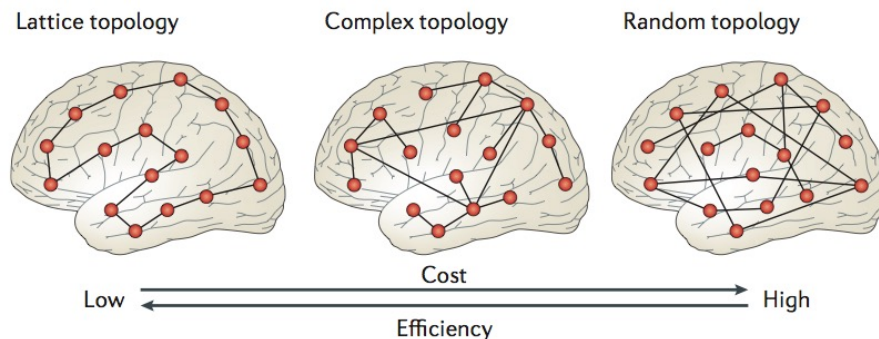 Lattice topology
Complex topology
Random topology
Cost
Low
High
Efficiency